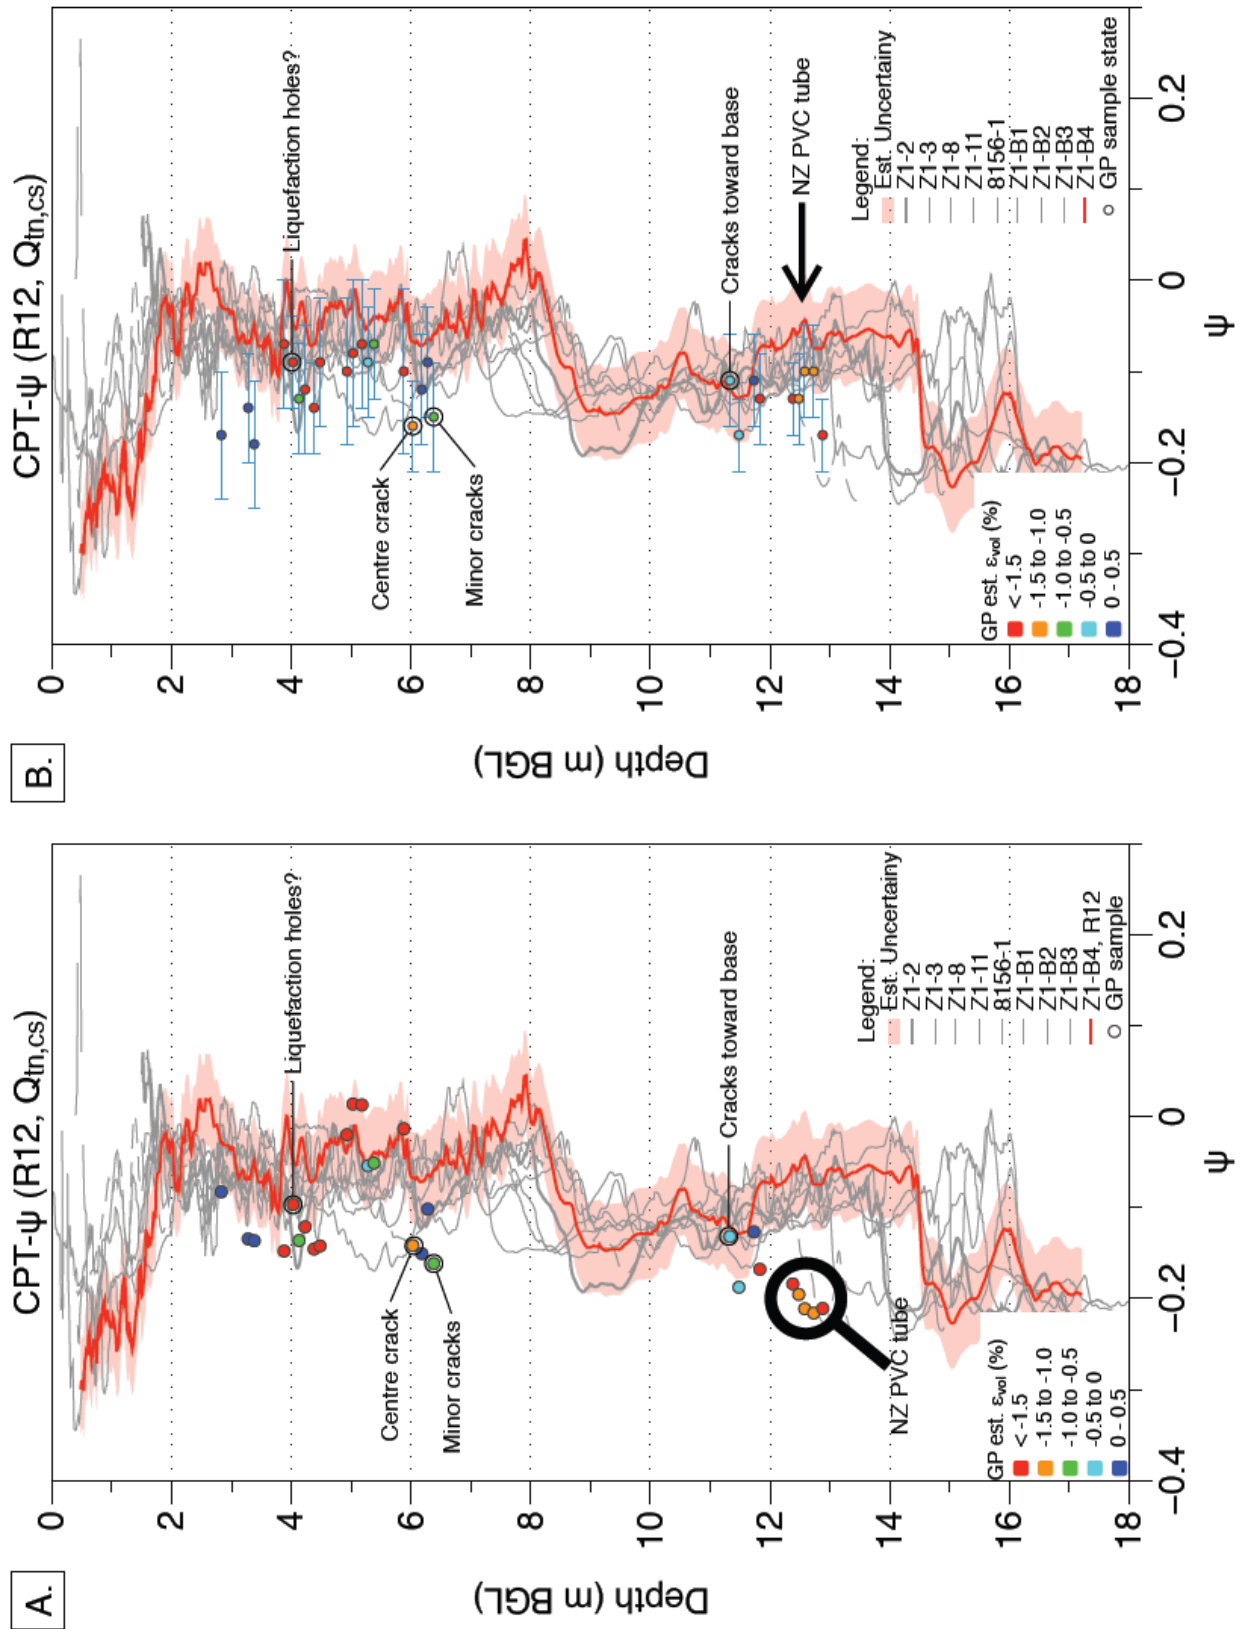 A.
CPT-ψ (R12, Qtn,cs)
Depth (m BGL)
0
2
4
6
8
10
12
14
16
18
−0.4
−0.2
0
0.2
ψ
Liquefaction holes?
Centre crack
Minor cracks
Cracks toward base
NZ PVC tube
GP est. εvol (%)
< -1.5
-1.5 to -1.0
-1.0 to -0.5
-0.5 to 0
0 - 0.5
Legend:
Est. Uncertainy
Z1-2
Z1-3
Z1-8
Z1-11
8156-1
Z1-B1
Z1-B2
Z1-B3
Z1-B4, R12
GP sample
B.
CPT-ψ (R12, Qtn,cs)
Depth (m BGL)
0
2
4
6
8
10
12
14
16
18
−0.4
−0.2
0
0.2
ψ
Liquefaction holes?
Centre crack
Minor cracks
Cracks toward base
NZ PVC tube
GP est. εvol (%)
< -1.5
-1.5 to -1.0
-1.0 to -0.5
-0.5 to 0
0 - 0.5
Legend:
Est. Uncertainy
Z1-2
Z1-3
Z1-8
Z1-11
8156-1
Z1-B1
Z1-B2
Z1-B3
Z1-B4
GP sample state